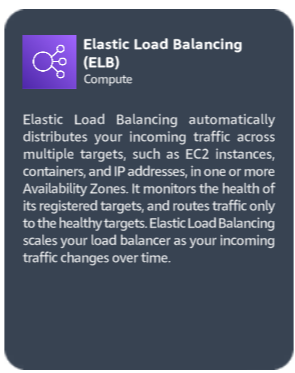 Elastic Load Balancing
(ELB)
Compute
Elastic Load Balancing automatically
distributes your incoming traffic across
multiple targets, such as EC2 instances,
containers, and IP addresses, in one or more
Availability Zones. It monitors the health of
its registered targets, and routes traffic only
to the healthy targets. Elastic Load Balancing
scales your load balancer as your incoming
traffic changes over time.